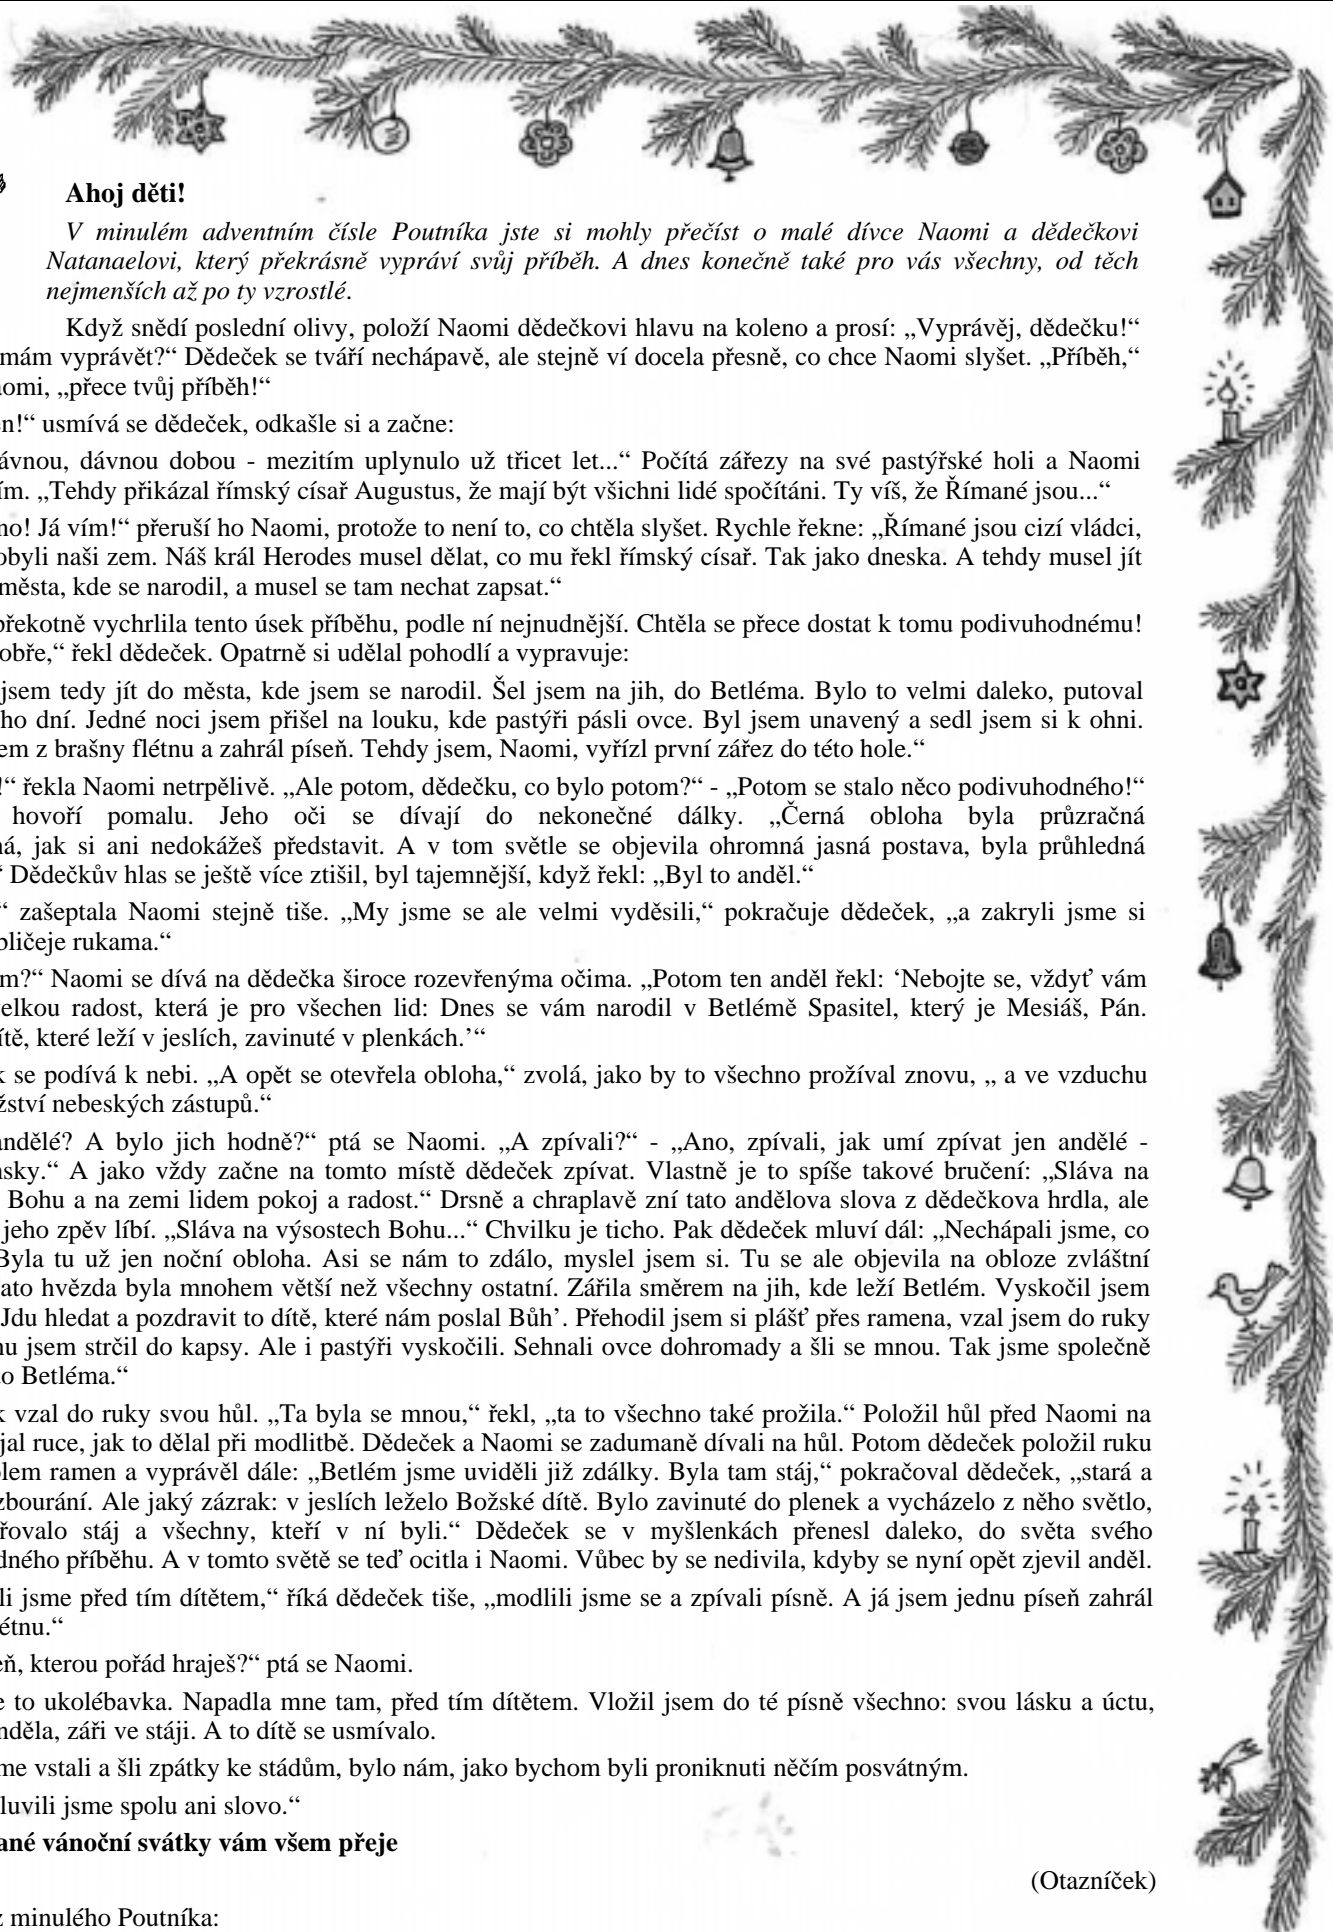 Ahoj děti!
V minulém adventním čísle Poutníka jste si mohly přečíst o malé dívce Naomi a dědečkovi
Natanaelovi, který překrásně vypráví svůj příběh. A dnes konečně také pro vás všechny, od těch
nejmenších až po ty vzrostlé.
Když snědí poslední olivy, položí Naomi dědečkovi hlavu na koleno a prosí: „Vyprávěj, dědečku!“
mám vyprávět?“ Dědeček se tváří nechápavě, ale stejně ví docela přesně, co chce Naomi slyšet. „Příběh,“
omi, „přece tvůj příběh!“
en!“ usmívá se dědeček, odkašle si a začne:
ávnou, dávnou dobou - mezitím uplynulo už třicet let...“ Počítá zářezy na své pastýřské holi a Naomi
ím. „Tehdy přikázal římský císař Augustus, že mají být všichni lidé spočítáni. Ty víš, že Římané jsou...“
no! Já vím!“ přeruší ho Naomi, protože to není to, co chtěla slyšet. Rychle řekne: „Římané jsou cizí vládci,
obyli naši zem. Náš král Herodes musel dělat, co mu řekl římský císař. Tak jako dneska. A tehdy musel jít
města, kde se narodil, a musel se tam nechat zapsat.“
překotně vychrlila tento úsek příběhu, podle ní nejnudnější. Chtěla se přece dostat k tomu podivuhodnému!
obře,“ řekl dědeček. Opatrně si udělal pohodlí a vypravuje:
jsem tedy jít do města, kde jsem se narodil. Šel jsem na jih, do Betléma. Bylo to velmi daleko, putoval
ho dní. Jedné noci jsem přišel na louku, kde pastýři pásli ovce. Byl jsem unavený a sedl jsem si k ohni.
em z brašny flétnu a zahrál píseň. Tehdy jsem, Naomi, vyřízl první zářez do této hole.“
!“ řekla Naomi netrpělivě. „Ale potom, dědečku, co bylo potom?“ - „Potom se stalo něco podivuhodného!“
hovoří pomalu. Jeho oči se dívají do nekonečné dálky. „Černá obloha byla průzračná
ná, jak si ani nedokážeš představit. A v tom světle se objevila ohromná jasná postava, byla průhledná
“ Dědečkův hlas se ještě více ztišil, byl tajemnější, když řekl: „Byl to anděl.“
“ zašeptala Naomi stejně tiše. „My jsme se ale velmi vyděsili,“ pokračuje dědeček, „a zakryli jsme si
bličeje rukama.“
m?“ Naomi se dívá na dědečka široce rozevřenýma očima. „Potom ten anděl řekl: ‘Nebojte se, vždyť vám
elkou radost, která je pro všechen lid: Dnes se vám narodil v Betlémě Spasitel, který je Mesiáš, Pán.
ítě, které leží v jeslích, zavinuté v plenkách.’“
k se podívá k nebi. „A opět se otevřela obloha,“ zvolá, jako by to všechno prožíval znovu, „ a ve vzduchu
žství nebeských zástupů.“
andělé? A bylo jich hodně?“ ptá se Naomi. „A zpívali?“ - „Ano, zpívali, jak umí zpívat jen andělé -
nsky.“ A jako vždy začne na tomto místě dědeček zpívat. Vlastně je to spíše takové bručení: „Sláva na
Bohu a na zemi lidem pokoj a radost.“ Drsně a chraplavě zní tato andělova slova z dědečkova hrdla, ale
jeho zpěv líbí. „Sláva na výsostech Bohu...“ Chvilku je ticho. Pak dědeček mluví dál: „Nechápali jsme, co
Byla tu už jen noční obloha. Asi se nám to zdálo, myslel jsem si. Tu se ale objevila na obloze zvláštní
ato hvězda byla mnohem větší než všechny ostatní. Zářila směrem na jih, kde leží Betlém. Vyskočil jsem
Jdu hledat a pozdravit to dítě, které nám poslal Bůh’. Přehodil jsem si plášť přes ramena, vzal jsem do ruky
nu jsem strčil do kapsy. Ale i pastýři vyskočili. Sehnali ovce dohromady a šli se mnou. Tak jsme společně
o Betléma.“
k vzal do ruky svou hůl. „Ta byla se mnou,“ řekl, „ta to všechno také prožila.“ Položil hůl před Naomi na
jal ruce, jak to dělal při modlitbě. Dědeček a Naomi se zadumaně dívali na hůl. Potom dědeček položil ruku
olem ramen a vyprávěl dále: „Betlém jsme uviděli již zdálky. Byla tam stáj,“ pokračoval dědeček, „stará a
zbourání. Ale jaký zázrak: v jeslích leželo Božské dítě. Bylo zavinuté do plenek a vycházelo z něho světlo,
řovalo stáj a všechny, kteří v ní byli.“ Dědeček se v myšlenkách přenesl daleko, do světa svého
dného příběhu. A v tomto světě se teď ocitla i Naomi. Vůbec by se nedivila, kdyby se nyní opět zjevil anděl.
li jsme před tím dítětem,“ říká dědeček tiše, „modlili jsme se a zpívali písně. A já jsem jednu píseň zahrál
étnu.“
eň, kterou pořád hraješ?“ ptá se Naomi.
e to ukolébavka. Napadla mne tam, před tím dítětem. Vložil jsem do té písně všechno: svou lásku a úctu,
nděla, záři ve stáji. A to dítě se usmívalo.
me vstali a šli zpátky ke stádům, bylo nám, jako bychom byli proniknuti něčím posvátným.
luvili jsme spolu ani slovo.“
ané vánoční svátky vám všem přeje
(Otazníček)
z minulého Poutníka: